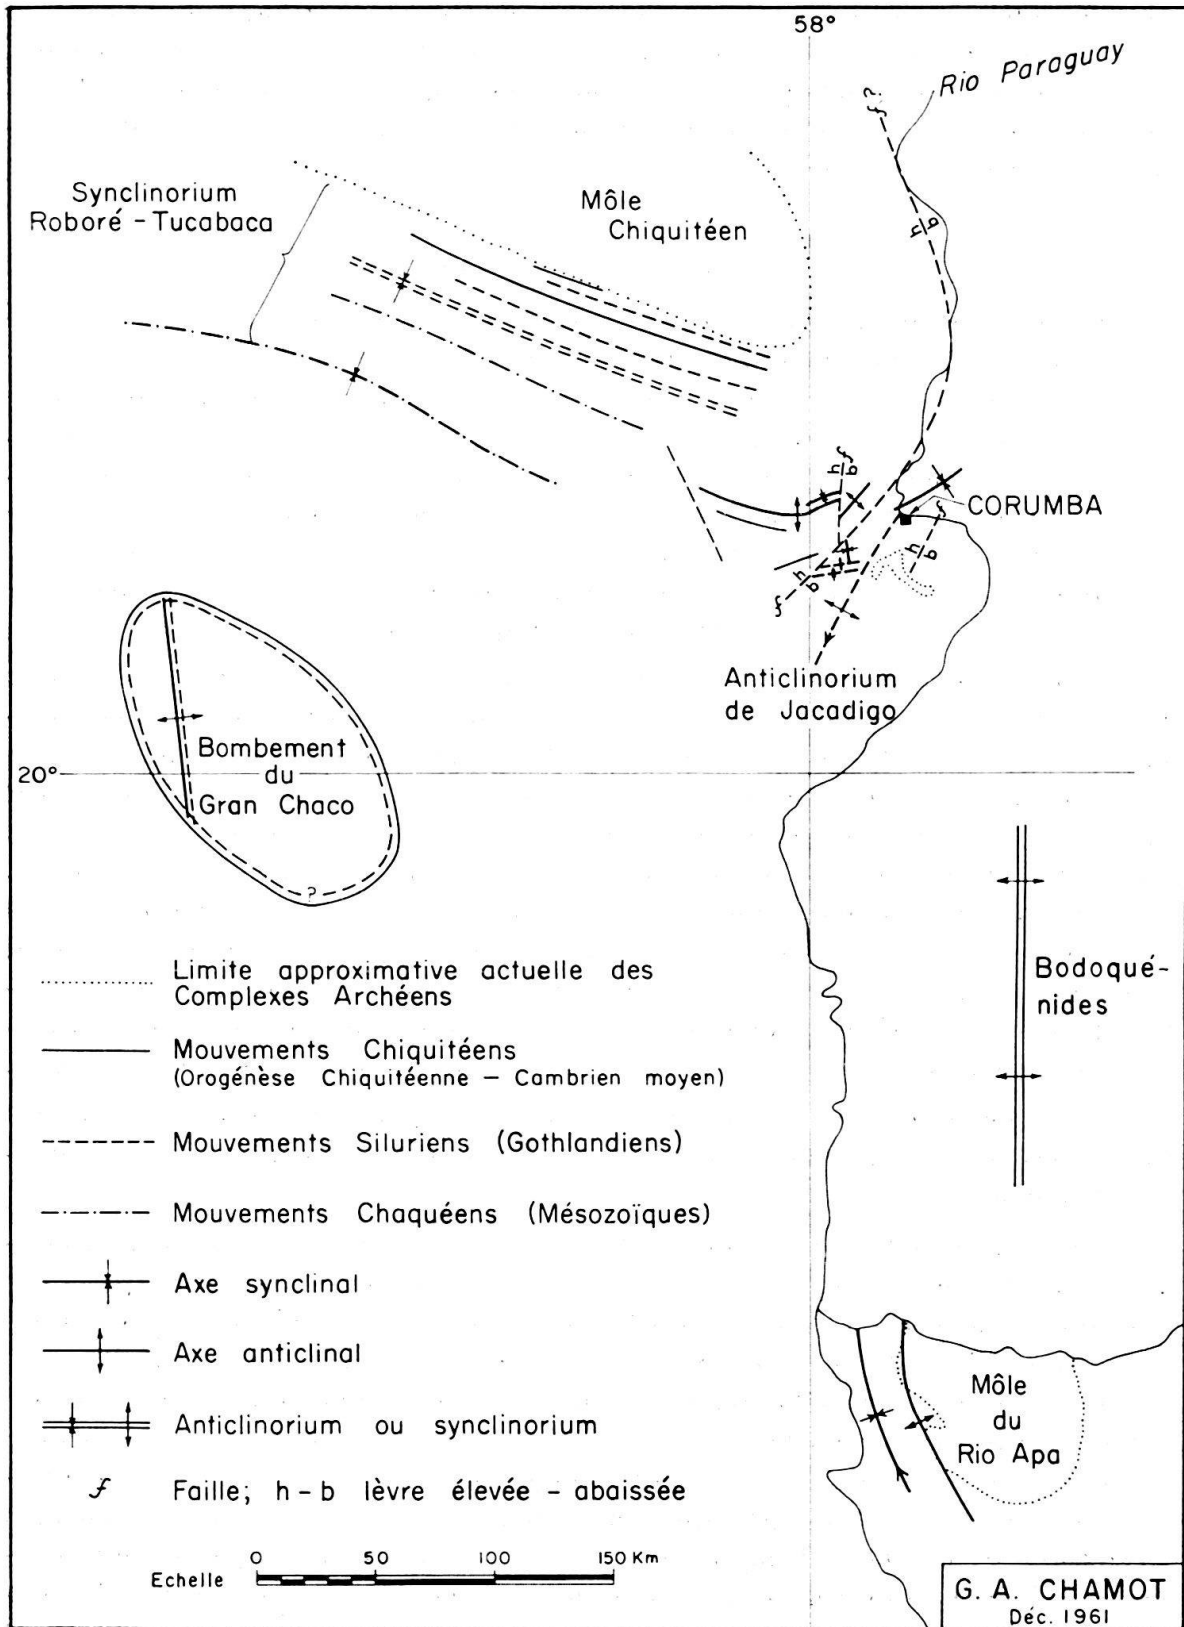 58°
Rio Paraguay
f?
h
b
Synclinorium
Roboré - Tucabaca
Môle
Chiquitéen
f
h
b
CORUMBA
f
h
b
h
b
f
Anticlinorium
de Jacadigo
Bombement
du
Gran Chaco
20°
?
Bodoqué-
nides
Limite approximative actuelle des
Complexes Archéens
Mouvements Chiquitéens
(Orogénèse Chiquitéenne — Cambrien moyen)
Mouvements Siluriens (Gothlandiens)
Mouvements Chaquéens (Mésozoïques)
Axe synclinal
Axe anticlinal
Anticlinorium ou synclinorium
f Faille; h - b lèvre élevée - abaissée
Môle
du
Rio Apa
0 50 100 150 Km
Echelle
G. A. CHAMOT
Déc. 1961